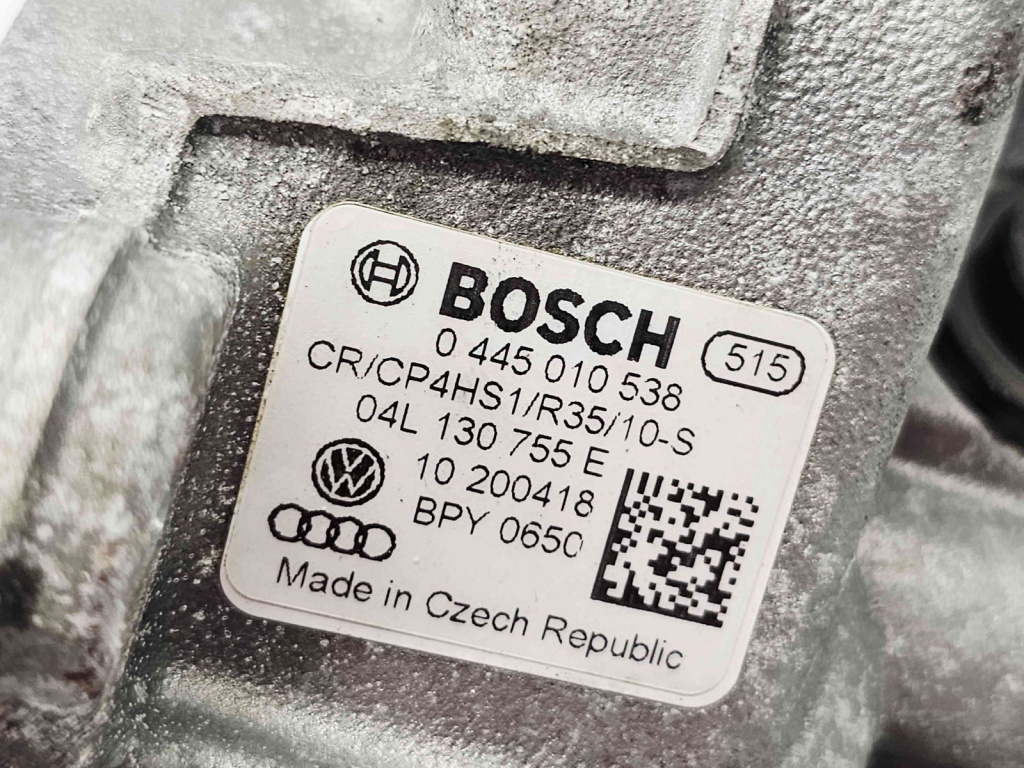 BOSCH
515
0 445 010 538
CR/CP4HS1/R35/10-S
04L 130 755 E
10 200418
BPY 0650
Made in Czech Republic